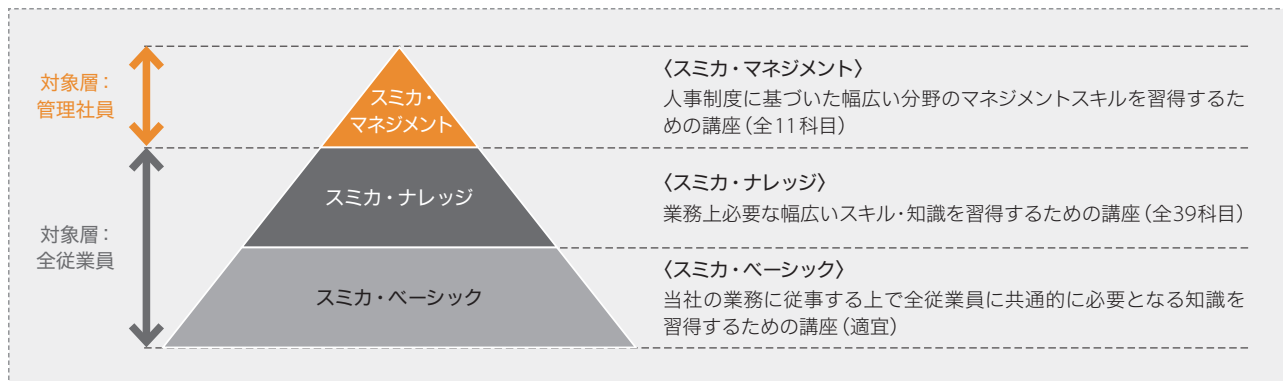 対象層：
管理社員
スミカ・
マネジメント
〈スミカ・マネジメント〉
人事制度に基づいた幅広い分野のマネジメントスキルを習得するた
めの講座（全11科目）
対象層：
全従業員
スミカ・ナレッジ
〈スミカ・ナレッジ〉
業務上必要な幅広いスキル・知識を習得するための講座（全39科目）
スミカ・ベーシック
〈スミカ・ベーシック〉
当社の業務に従事する上で全従業員に共通的に必要となる知識を
習得するための講座（適宜）